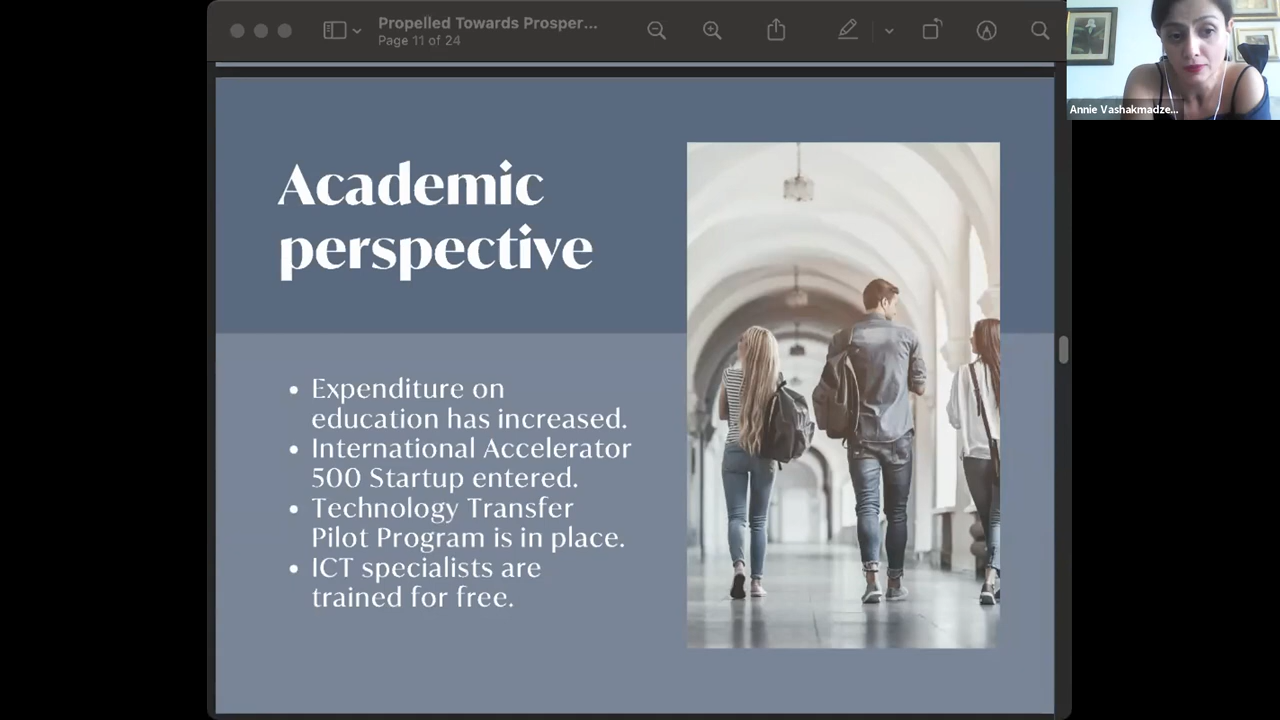 Propelled Towards Prosper...
Page 11 of 24
Annie Vashakmadze...
Academic
perspective
• Expenditure on
education has increased.
• International Accelerator
500 Startup entered.
• Technology Transfer
Pilot Program is in place.
• ICT specialists are
trained for free.